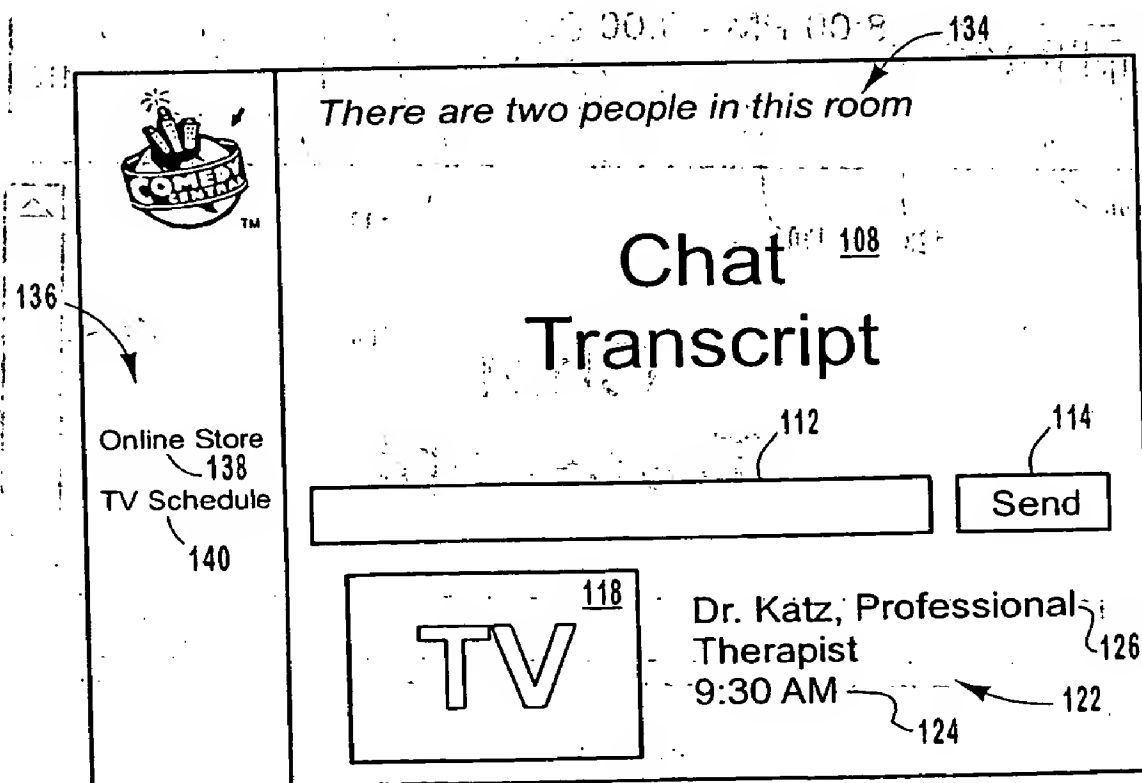 134
There are two people in this room
COMEDY
CENTRAL
TM
Chat
108
Transcript
136
Online Store
138
TV Schedule
140
112
114
Send
118
TV
Dr. Katz, Professional
126
Therapist
9:30 AM
122
124